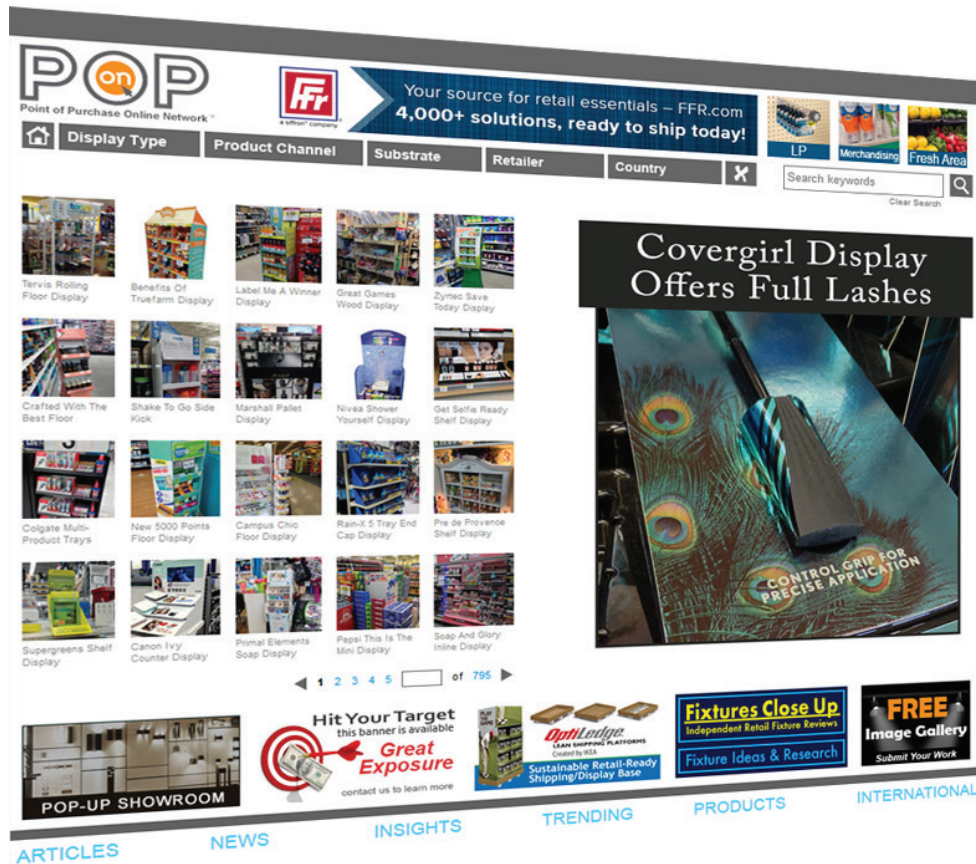 POP
on
Point of Purchase Online Network™
FFr
a siffron® company
Your source for retail essentials – FFR.com
4,000+ solutions, ready to ship today!
LP
Merchandising
Fresh Area
Display Type
Product Channel
Substrate
Retailer
Country
Search keywords
Clear Search
Tervis Rolling
Floor Display
Benefits Of
Truefarm Display
Label Me A Winner
Display
Great Games
Wood Display
Zyrtec Save
Today Display
Covergirl Display
Offers Full Lashes
Crafted With The
Best Floor
Shake To Go Side
Kick
Marshall Pallet
Display
Nivea Shower
Yourself Display
Get Selfie Ready
Shelf Display
Colgate Multi-
Product Trays
New 5000 Points
Floor Display
Campus Chic
Floor Display
Rain-X 5 Tray End
Cap Display
Pre de Provence
Shelf Display
CONTROL GRIP FOR
PRECISE APPLICATION
Supergreens Shelf
Display
Canon Ivy
Counter Display
Primal Elements
Soap Display
Pepsi This Is The
Mini Display
Soap And Glory
Inline Display
1 2 3 4 5 of 795
POP-UP SHOWROOM
Hit Your Target
this banner is available
Great
Exposure
contact us to learn more
OptiLedge
LEAN SHIPPING PLATFORMS
Created by IKEA
Sustainable Retail-Ready
Shipping/Display Base
Fixtures Close Up
Independent Retail Fixture Reviews
Fixture Ideas & Research
FREE
Image Gallery
Submit Your Work
ARTICLES
NEWS
INSIGHTS
TRENDING
PRODUCTS
INTERNATIONAL